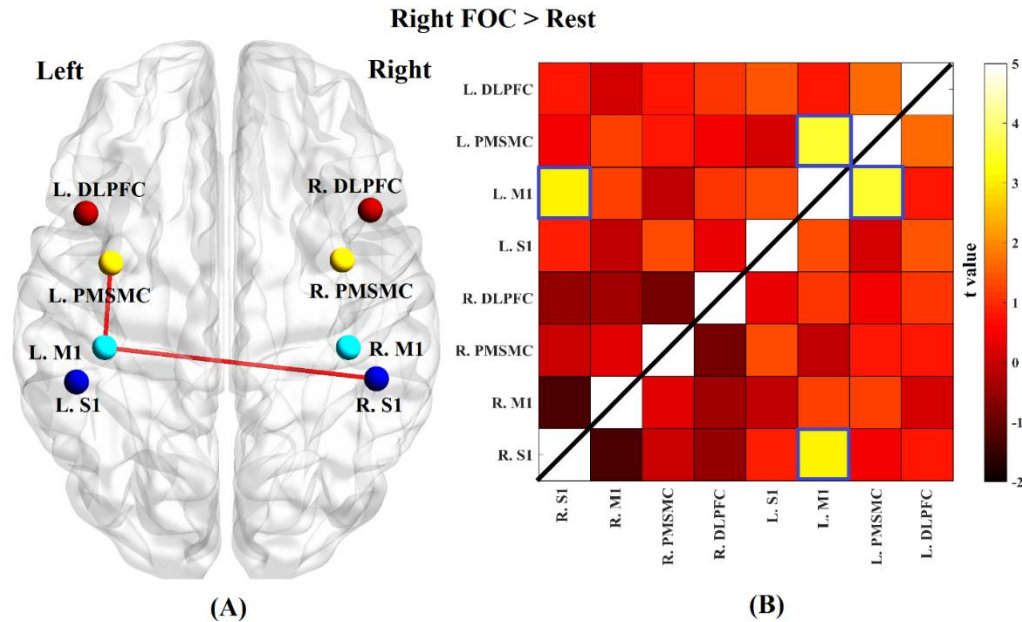 Right FOC > Rest
Left
Right
L. DLPFC
R. DLPFC
L. PMSMC
R. PMSMC
L. M1
R. M1
L. S1
R. S1
(A)
L. DLPFC
L. PMSMC
L. M1
L. S1
R. DLPFC
R. PMSMC
R. M1
R. S1
R. S1
R. M1
R. PMSMC
R. DLPFC
L. S1
L. M1
L. PMSMC
L. DLPFC
5
4
3
2
1
0
-1
-2
t value
(B)